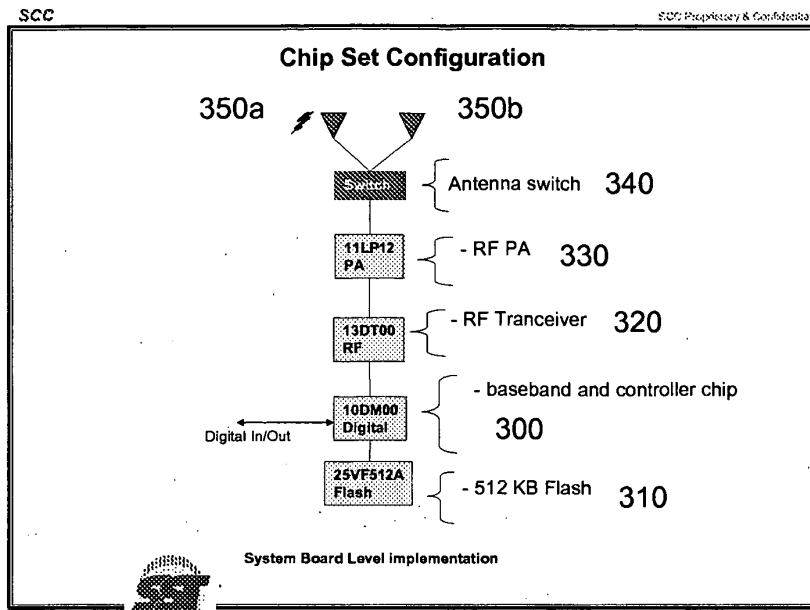 SCC
SCC Proprietary & Confidential
Chip Set Configuration
350a
350b
Switch
Antenna switch 340
11LP12
PA
- RF PA 330
13DT00
RF
- RF Tranceiver 320
10DM00
Digital
- baseband and controller chip
300
Digital In/Out
25VF512A
Flash
- 512 KB Flash 310
System Board Level implementation
SST